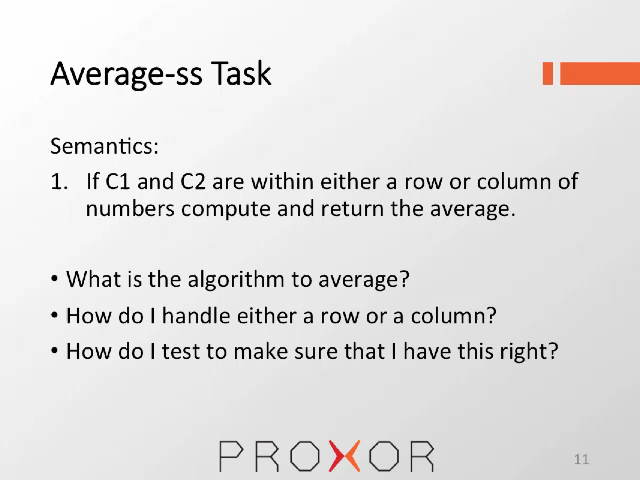 Average-ss Task
Semantics:
1. If C1 and C2 are within either a row or column of
numbers compute and return the average.
• What is the algorithm to average?
• How do I handle either a row or a column?
• How do I test to make sure that I have this right?
PROXOR
11